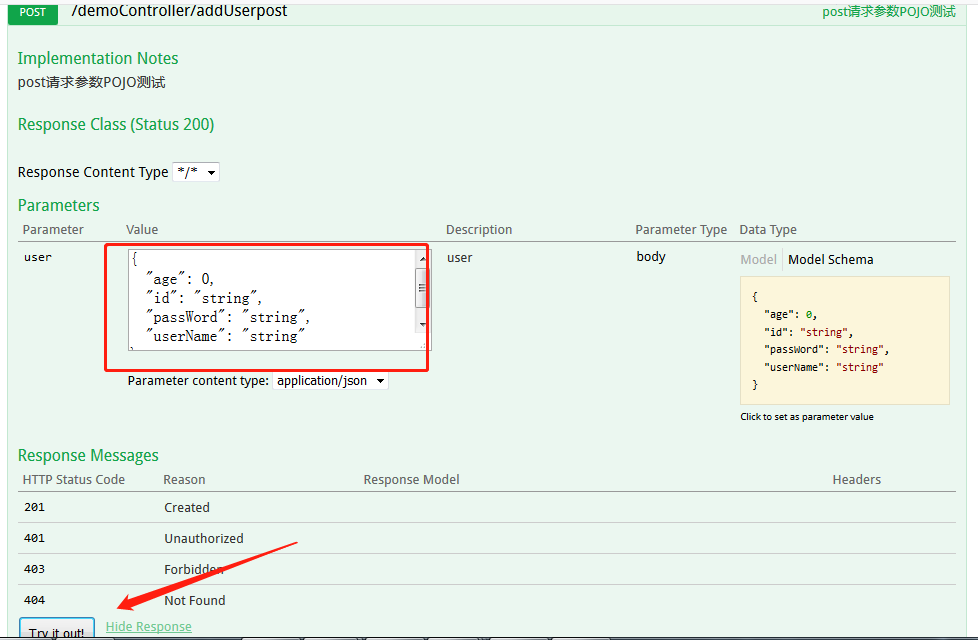 POST /demoController/addUserpost post请求参数POJO测试
Implementation Notes
post请求参数POJO测试
Response Class (Status 200)
Response Content Type */*
Parameters
Parameter Value Description Parameter Type Data Type
user
{
"age": 0,
"id": "string",
"passWord": "string",
"userName": "string"
Parameter content type: application/json
user
body
Model Model Schema
{
"age": 0,
"id": "string",
"passWord": "string",
"userName": "string"
}
Click to set as parameter value
Response Messages
HTTP Status Code Reason Response Model Headers
201 Created
401 Unauthorized
403 Forbidden
404 Not Found
Try it out! Hide Response